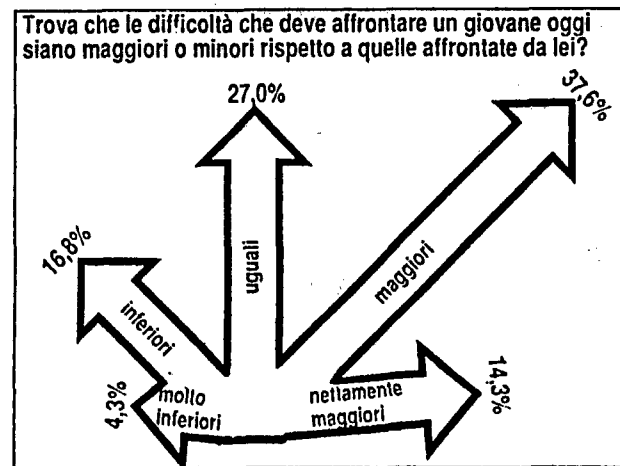 Trova che le difficoltà che deve affrontare un giovane oggi
siano maggiori o minori rispetto a quelle affrontate da lei?
27,0%
37,6%
16,8%
uguali
maggiori
inferiori
4,3%
molto
inferiori
nettamente
maggiori
14,3%